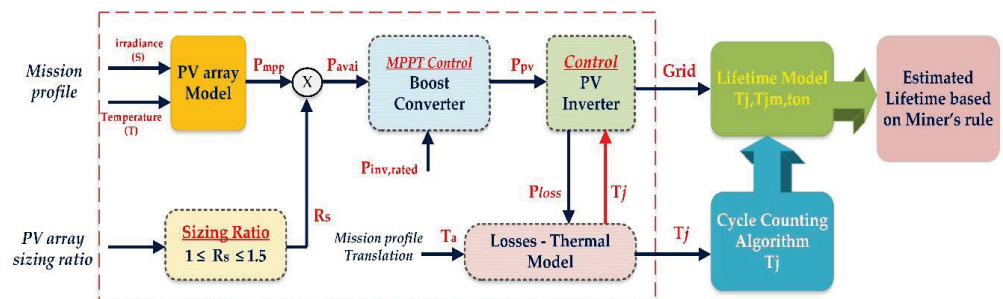 Mission
profile
irradiance
(S)
Temperature
(T)
PV array
Model
Pmpp
X
Pavai
MPPT Control
Boost
Converter
Pinv,rated
Ppv
Control
PV
Inverter
Grid
Lifetime Model
Tj,Tjm,ton
Estimated
Lifetime based
on Miner's rule
PV array
sizing ratio
Sizing Ratio
1 ≤ Rs ≤ 1.5
Rs
Mission profile
Translation
Ta
Ploss
Tj
Losses - Thermal
Model
Tj
Cycle Counting
Algorithm
Tj